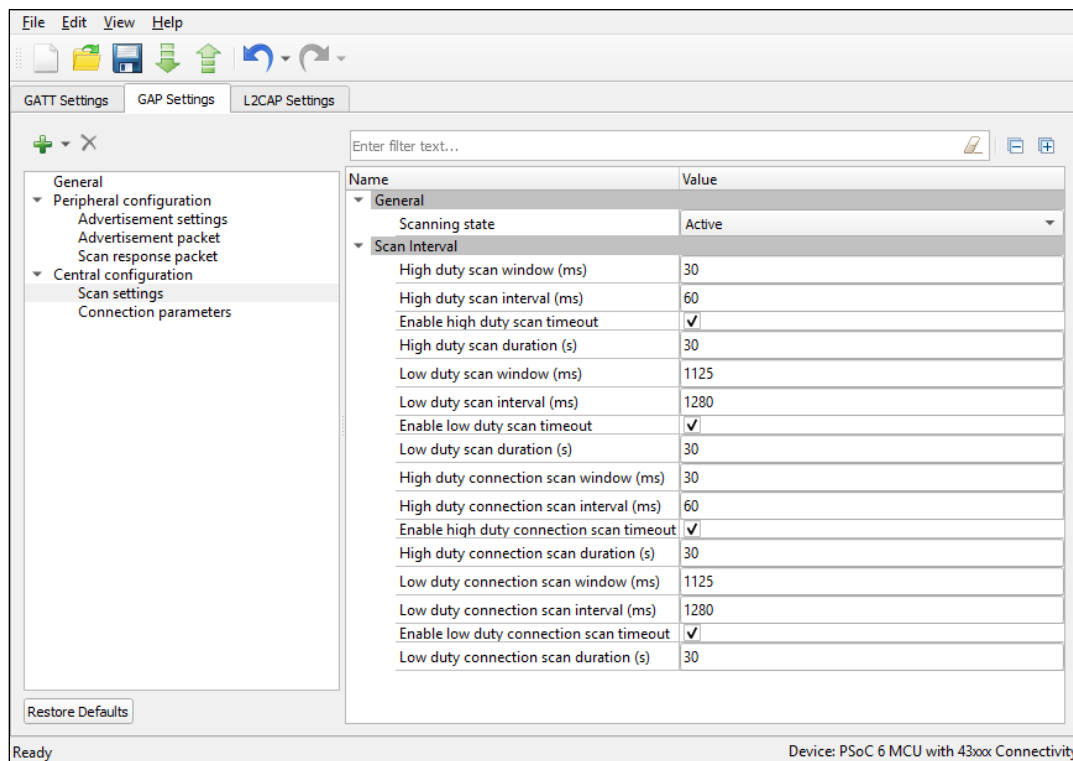 File Edit View Help
GATT Settings GAP Settings L2CAP Settings
Enter filter text...
General
Peripheral configuration
Advertisement settings
Advertisement packet
Scan response packet
Central configuration
Scan settings
Connection parameters
Restore Defaults
Name Value
General
Scanning state Active
Scan Interval
High duty scan window (ms) 30
High duty scan interval (ms) 60
Enable high duty scan timeout
High duty scan duration (s) 30
Low duty scan window (ms) 1125
Low duty scan interval (ms) 1280
Enable low duty scan timeout
Low duty scan duration (s) 30
High duty connection scan window (ms) 30
High duty connection scan interval (ms) 60
Enable high duty connection scan timeout
High duty connection scan duration (s) 30
Low duty connection scan window (ms) 1125
Low duty connection scan interval (ms) 1280
Enable low duty connection scan timeout
Low duty connection scan duration (s) 30
Ready Device: PSoC 6 MCU with 43xxx Connectivity